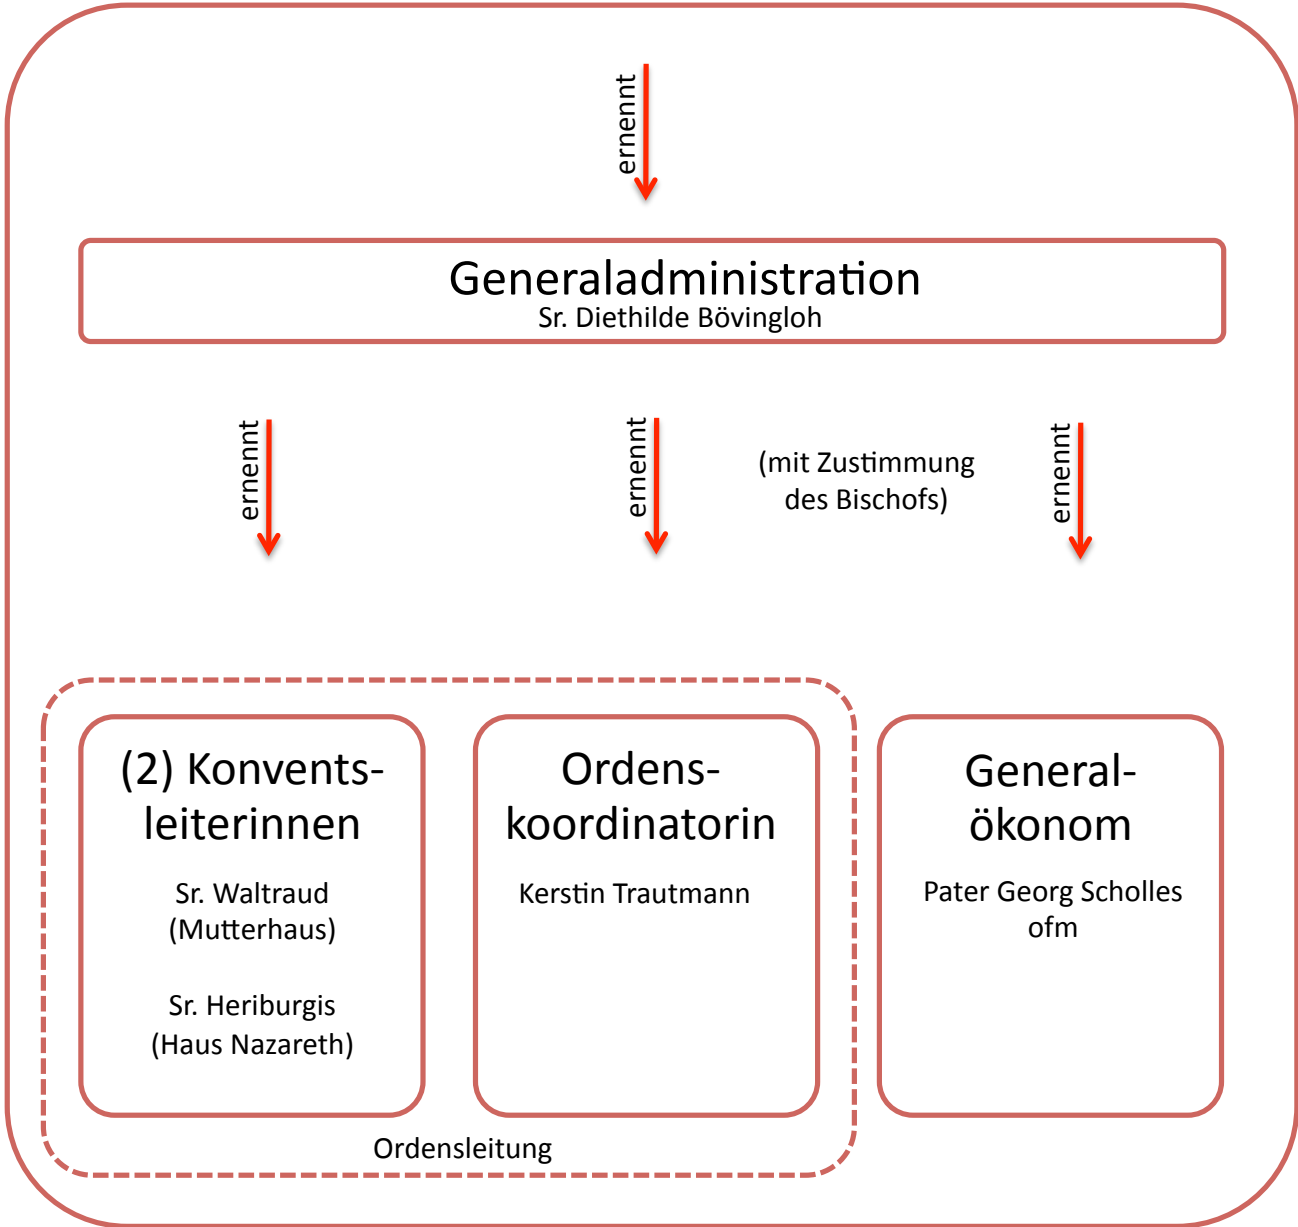 ernennt
Generaladministration
Sr. Diethilde Bövingloh
ernennt
ernennt
(mit Zustimmung
des Bischofs)
ernennt
(2) Konvents-
leiterinnen
Sr. Waltraud
(Mutterhaus)
Sr. Heriburgis
(Haus Nazareth)
Ordens-
koordinatorin
Kerstin Trautmann
General-
ökonom
Pater Georg Scholles
ofm
Ordensleitung